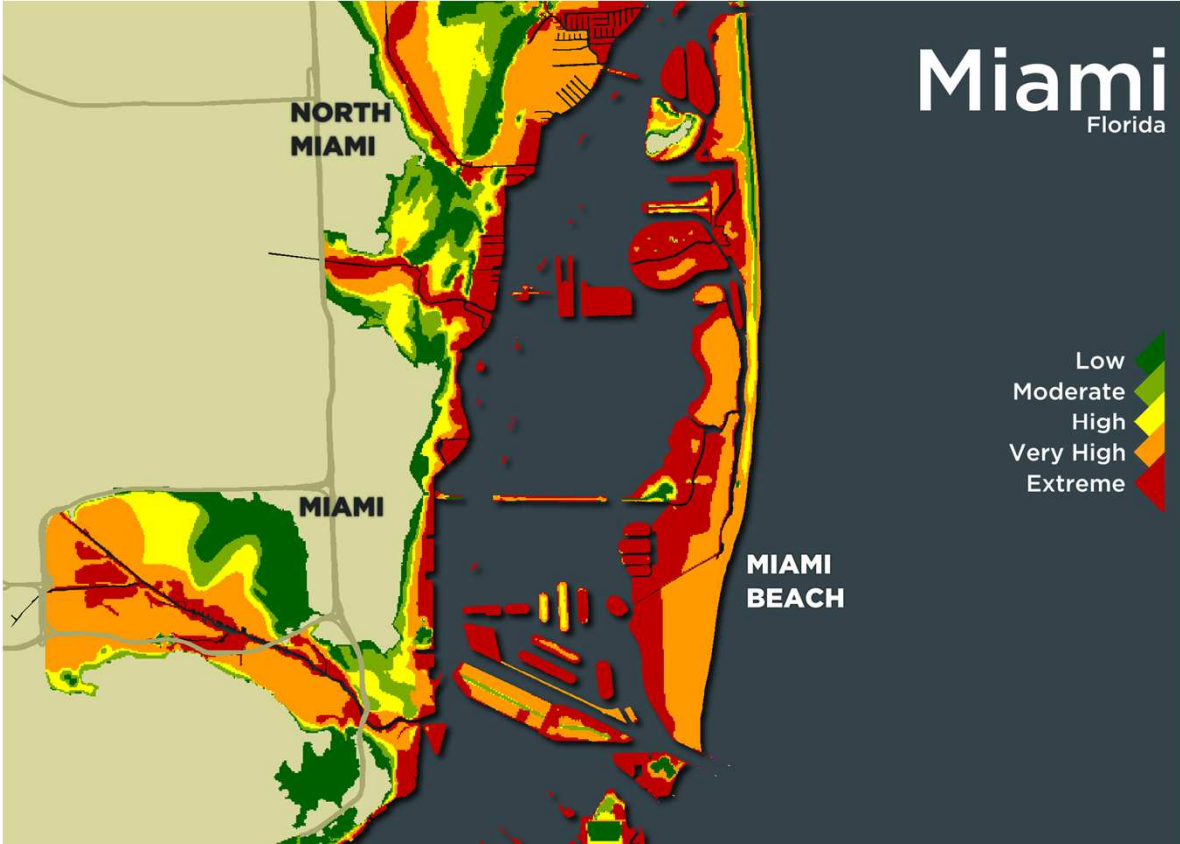 Miami
Florida
NORTH
MIAMI
Low
Moderate
High
Very High
Extreme
MIAMI
MIAMI
BEACH